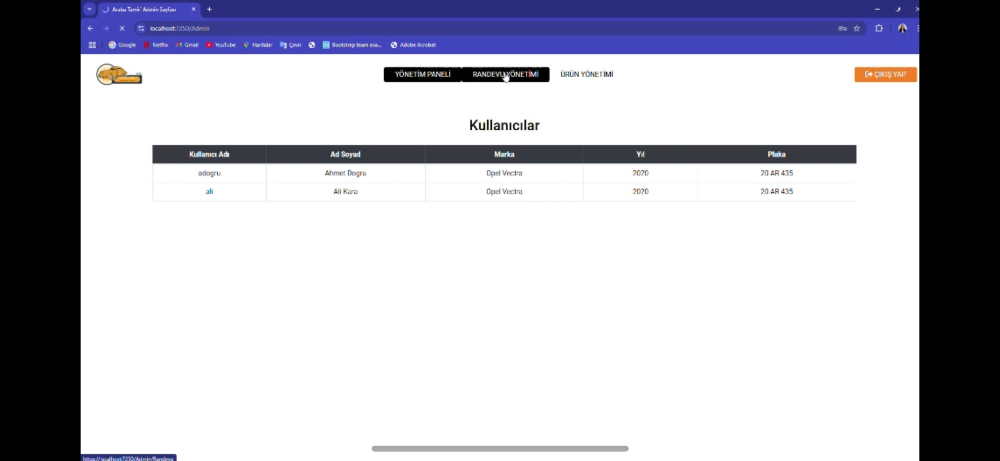 Araba Tamir Admin Sayfası
localhost:7250/Admin
Google Netflix Gmail YouTube Haritalar Çevir Bootstrap team exa... Adobe Acrobat
YÖNETİM PANELİ RANDEVU YÖNETİMİ ÜRÜN YÖNETİMİ ÇIKIŞ YAP
Kullanıcılar
Kullanıcı Adı Ad Soyad Marka Yıl Plaka
adogru Ahmet Dogru Opel Vectra 2020 20 AR 435
ali Ali Kara Opel Vectra 2020 20 AR 435
https://localhost:7250/Admin/Randevu